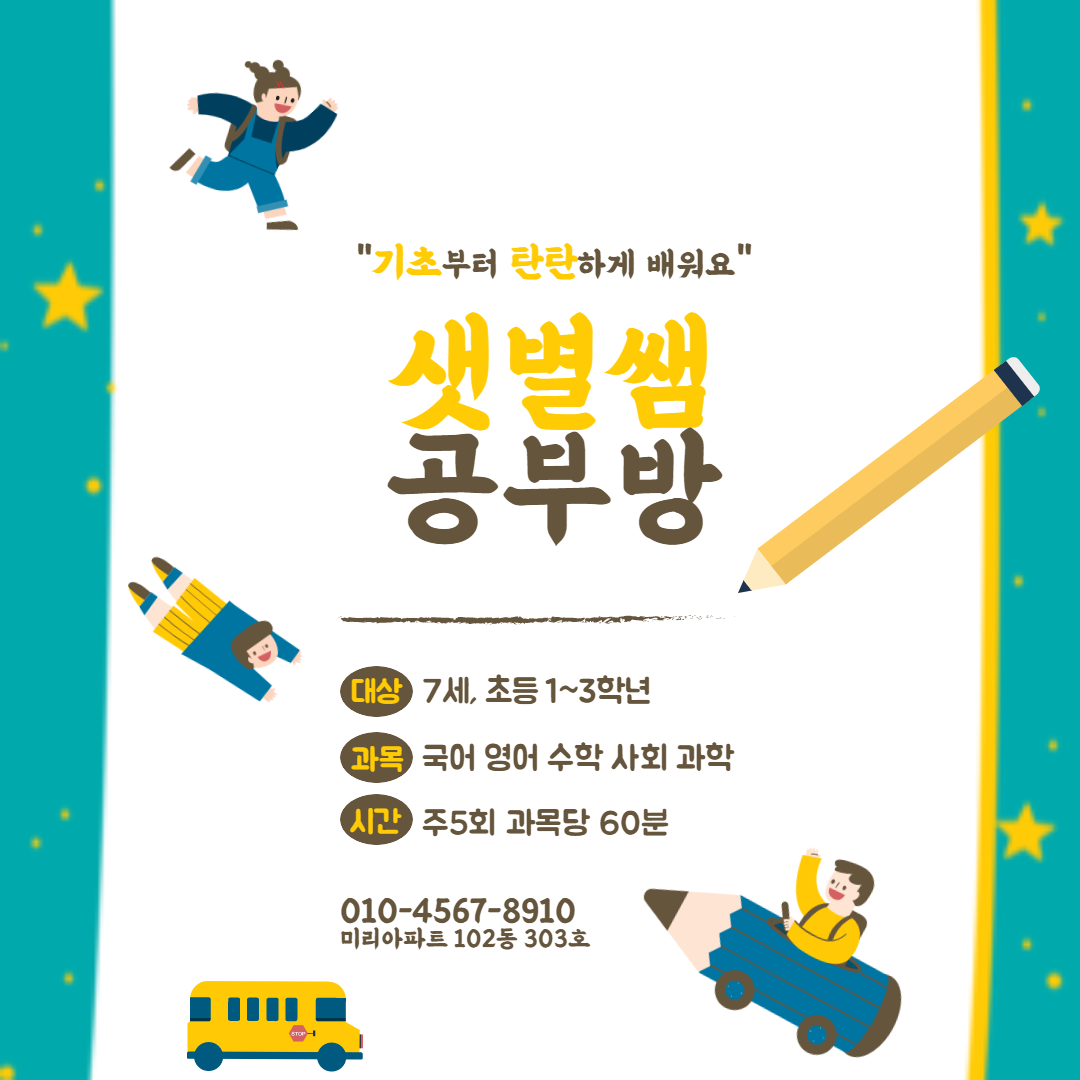 "기초부터 탄탄하게 배워요"
샛별쌤
공부방
대상 7세, 초등 1~3학년
과목 국어 영어 수학 사회 과학
시간 주5회 과목당 60분
010-4567-8910
미리아파트 102동 303호
STOP